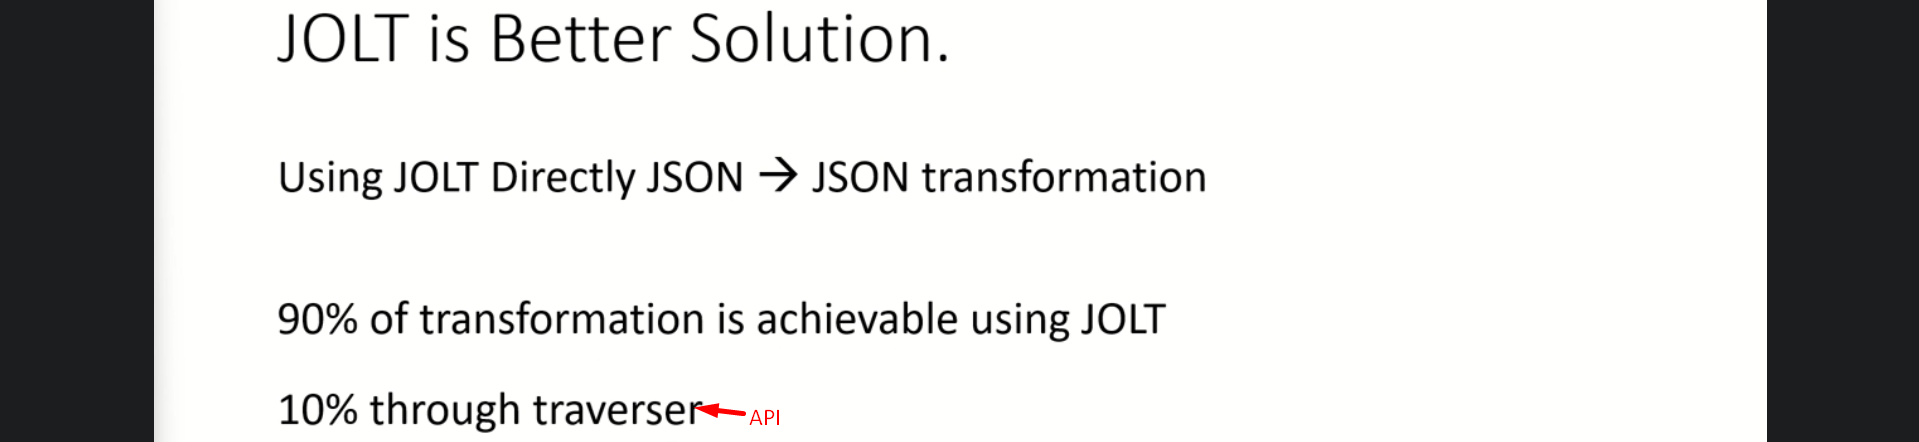 JOLT is Better Solution.
Using JOLT Directly JSON → JSON transformation
90% of transformation is achievable using JOLT
10% through traverser API